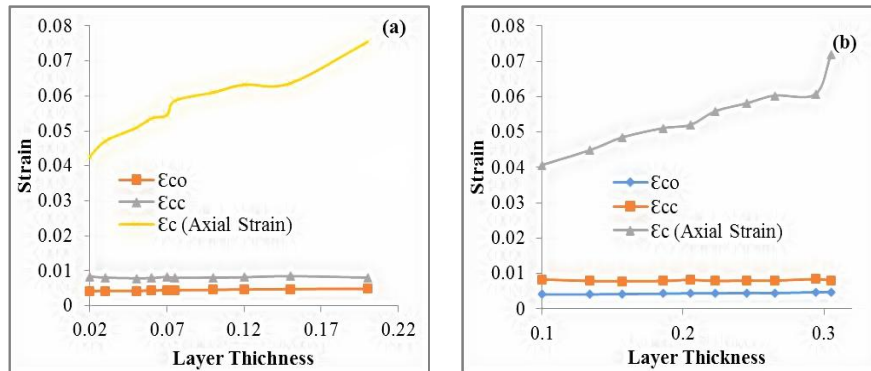 (a)
0.08
0.07
0.06
0.05
0.04
0.03
0.02
0.01
0
Strain
Ɛco
Ɛcc
Ɛc (Axial Strain)
0.02 0.07 0.12 0.17 0.22
Layer Thichness
(b)
0.08
0.07
0.06
0.05
0.04
0.03
0.02
0.01
0
Strain
Ɛco
Ɛcc
Ɛc (Axial Strain)
0.1 0.2 0.3
Layer Thickness